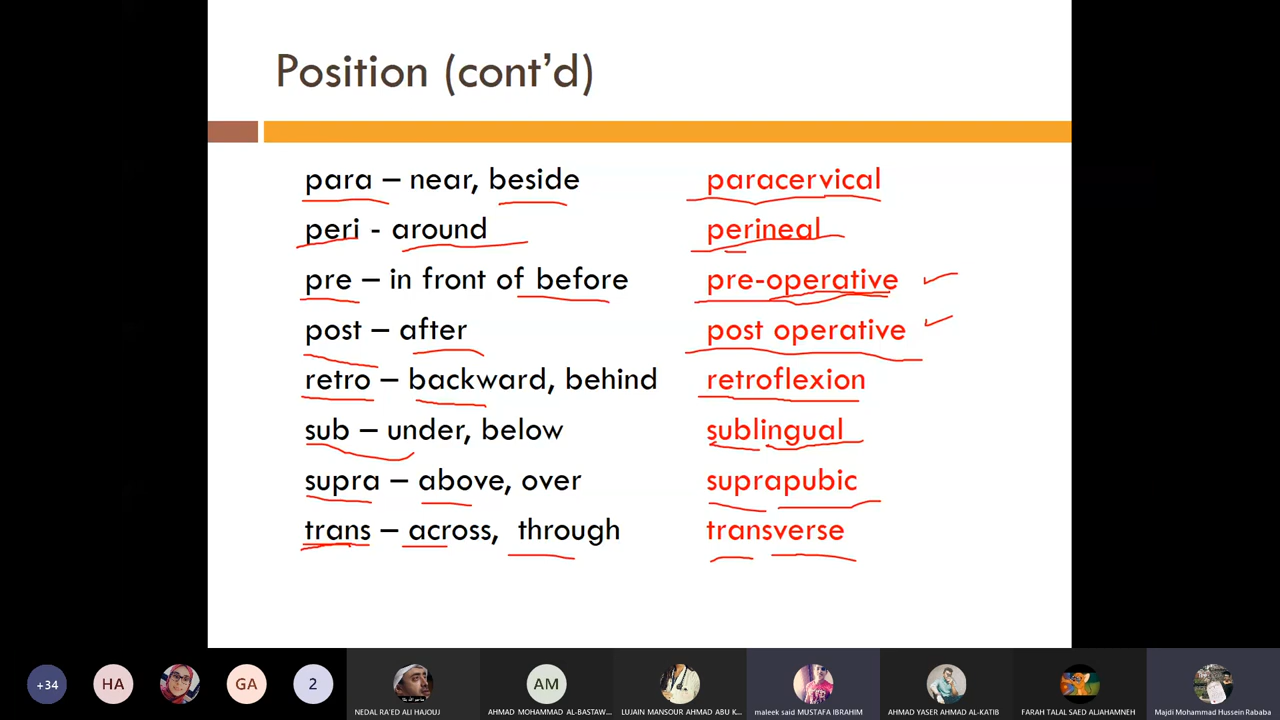 Position (cont'd)
para – near, beside paracervical
peri - around perineal
pre – in front of before pre-operative
post – after post operative
retro – backward, behind retroflexion
sub – under, below sublingual
supra – above, over suprapubic
trans – across, through transverse
+34 HA GA 2 AM
NEDAL RA'ED ALI HAJOUJ AHMAD MOHAMMAD AL-BASTAW... LUJAIN MANSOUR AHMAD ABU K... maleek said MUSTAFA IBRAHIM AHMAD YASER AHMAD AL-KATIB FARAH TALAL SAED ALJAHAMNEH Majdi Mohammad Hussein Rababa